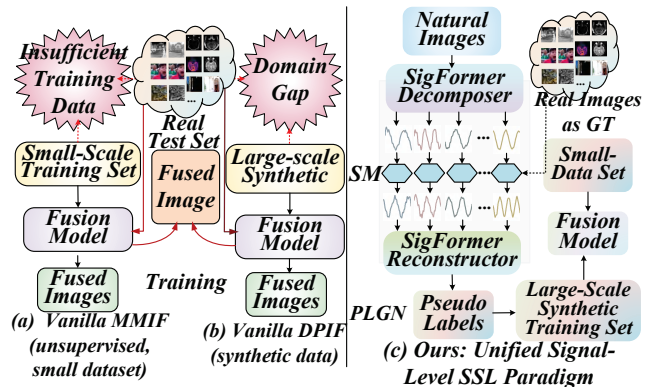 Insufficient
Training
Data
Real
Test Set
Domain
Gap
Small-Scale
Training Set
Fused
Image
Large-scale
Synthetic
Fusion
Model
Fusion
Model
Fused
Images
Training
Fused
Images
(a) Vanilla MMIF
(unsupervised,
small dataset)
(b) Vanilla DPIF
(synthetic data)
Natural
Images
SigFormer
Decomposer
Real Images
as GT
SM
Small-
Data Set
Fusion
Model
SigFormer
Reconstructor
PLGN
Pseudo
Labels
Large-Scale
Synthetic
Training Set
(c) Ours: Unified Signal-
Level SSL Paradigm